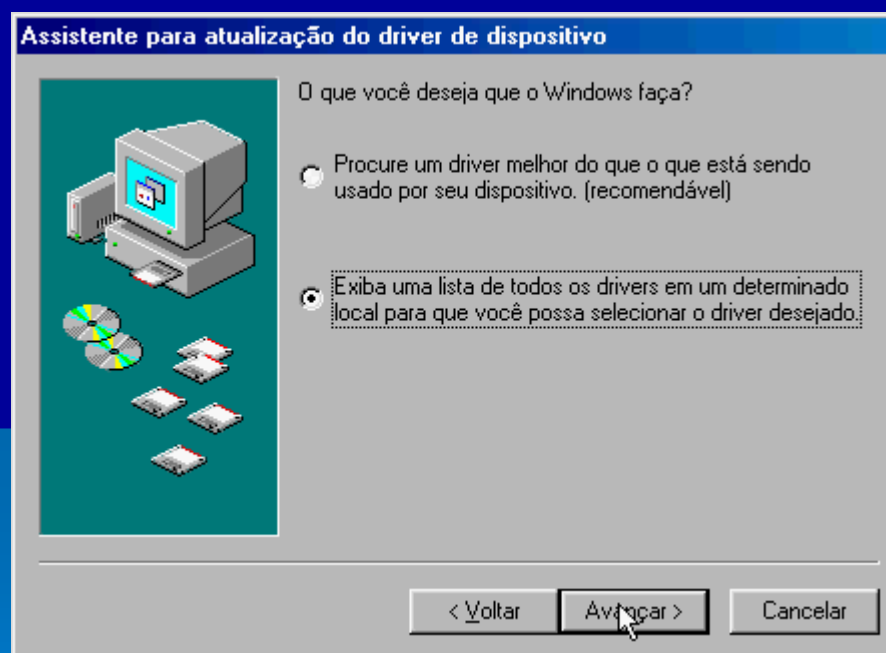 Assistente para atualização do driver de dispositivo
O que você deseja que o Windows faça?
Procure um driver melhor do que o que está sendo
usado por seu dispositivo. (recomendável)
Exiba uma lista de todos os drivers em um determinado
local para que você possa selecionar o driver desejado.
< Voltar
Avançar >
Cancelar